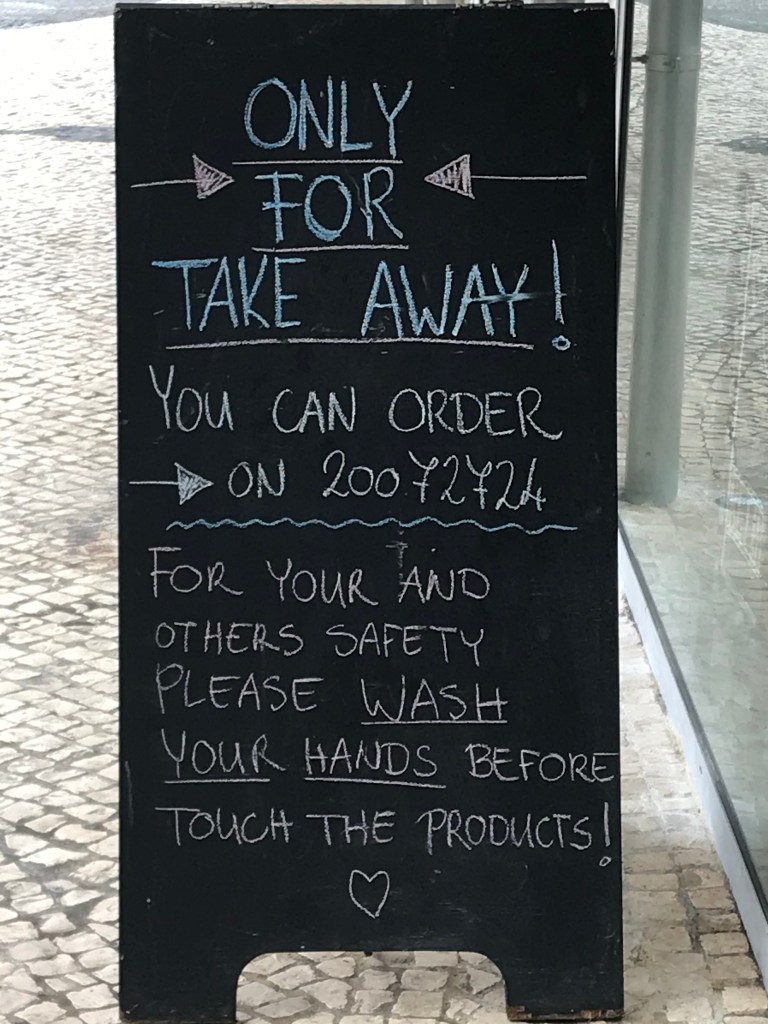 ONLY
FOR
TAKE AWAY!
YOU CAN ORDER
ON 20072724
FOR YOUR AND
OTHERS SAFETY
PLEASE WASH
YOUR HANDS BEFORE
TOUCH THE PRODUCTS!